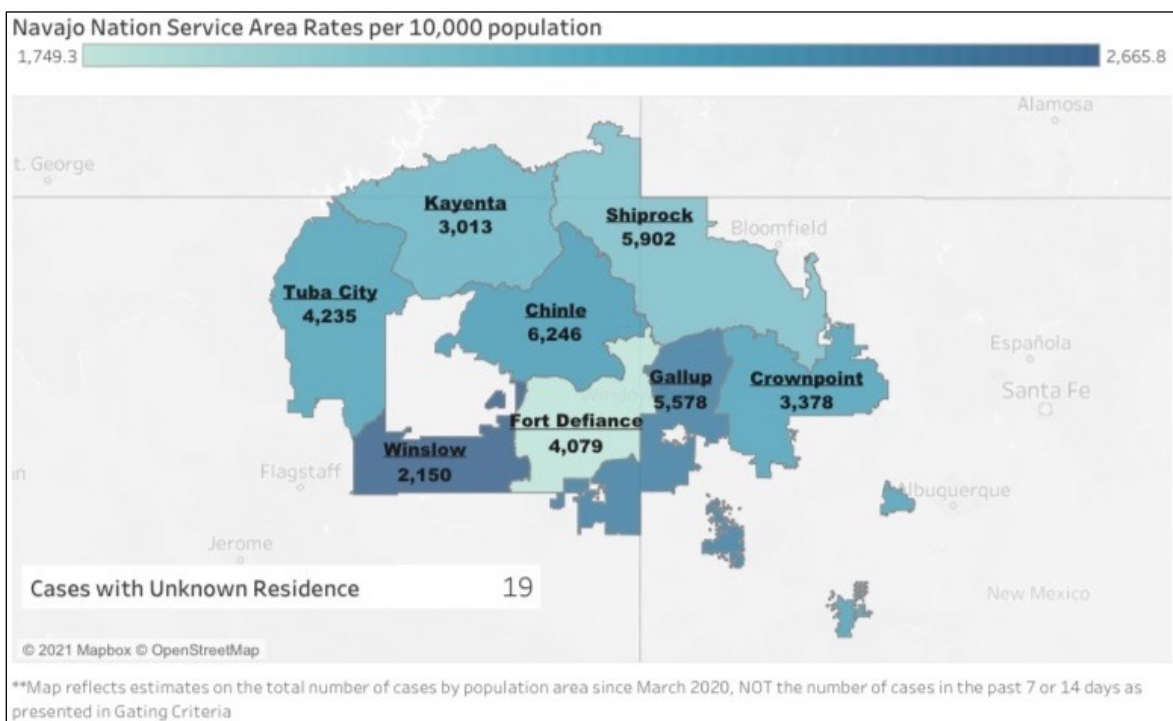 Navajo Nation Service Area Rates per 10,000 population
1,749.3
2,665.8
Alamosa
t. George
Kayenta
3,013
Shiprock
5,902
Bloomfield
Tuba City
4,235
Chinle
6,246
Española
Gallup
5,578
Crownpoint
3,378
Santa Fe
Fort Defiance
4,079
Winslow
2,150
Flagstaff
Albuquerque
Jerome
Cases with Unknown Residence 19
New Mexico
© 2021 Mapbox © OpenStreetMap
**Map reflects estimates on the total number of cases by population area since March 2020, NOT the number of cases in the past 7 or 14 days as
presented in Gating Criteria